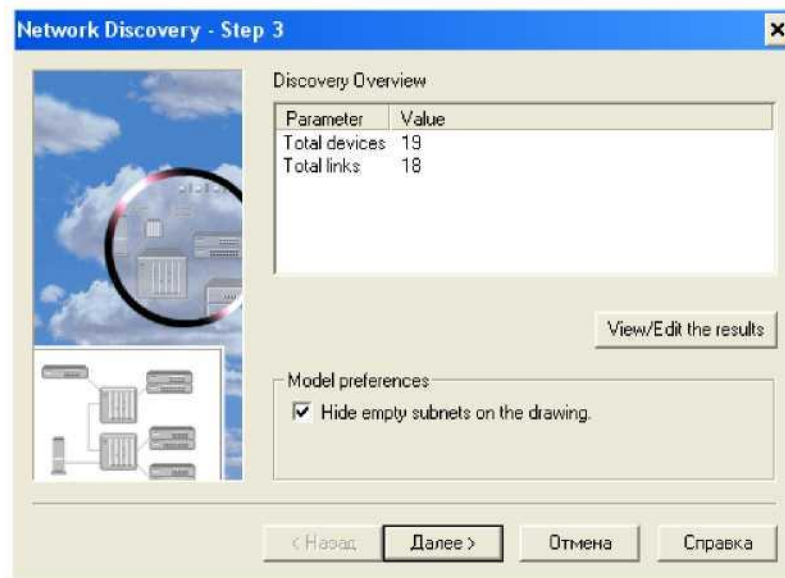 Network Discovery - Step 3
Discovery Overview
Parameter Value
Total devices 19
Total links 18
View/Edit the results
Model preferences
Hide empty subnets on the drawing.
< Назад Далее > Отмена Справка